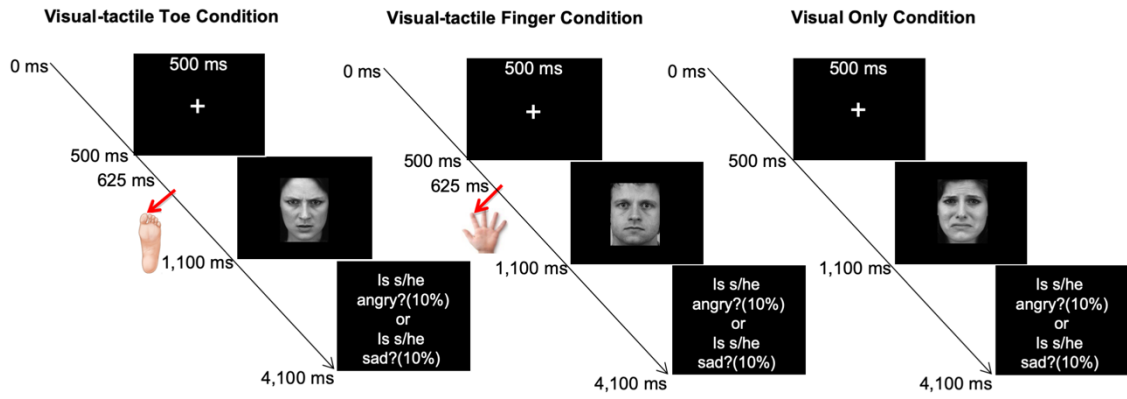 Visual-tactile Toe Condition
0 ms
500 ms
+
500 ms
625 ms
1,100 ms
Is s/he
angry?(10%)
or
Is s/he
sad?(10%)
4,100 ms
Visual-tactile Finger Condition
0 ms
500 ms
+
500 ms
625 ms
1,100 ms
Is s/he
angry?(10%)
or
Is s/he
sad?(10%)
4,100 ms
Visual Only Condition
0 ms
500 ms
+
500 ms
1,100 ms
Is s/he
angry?(10%)
or
Is s/he
sad?(10%)
4,100 ms